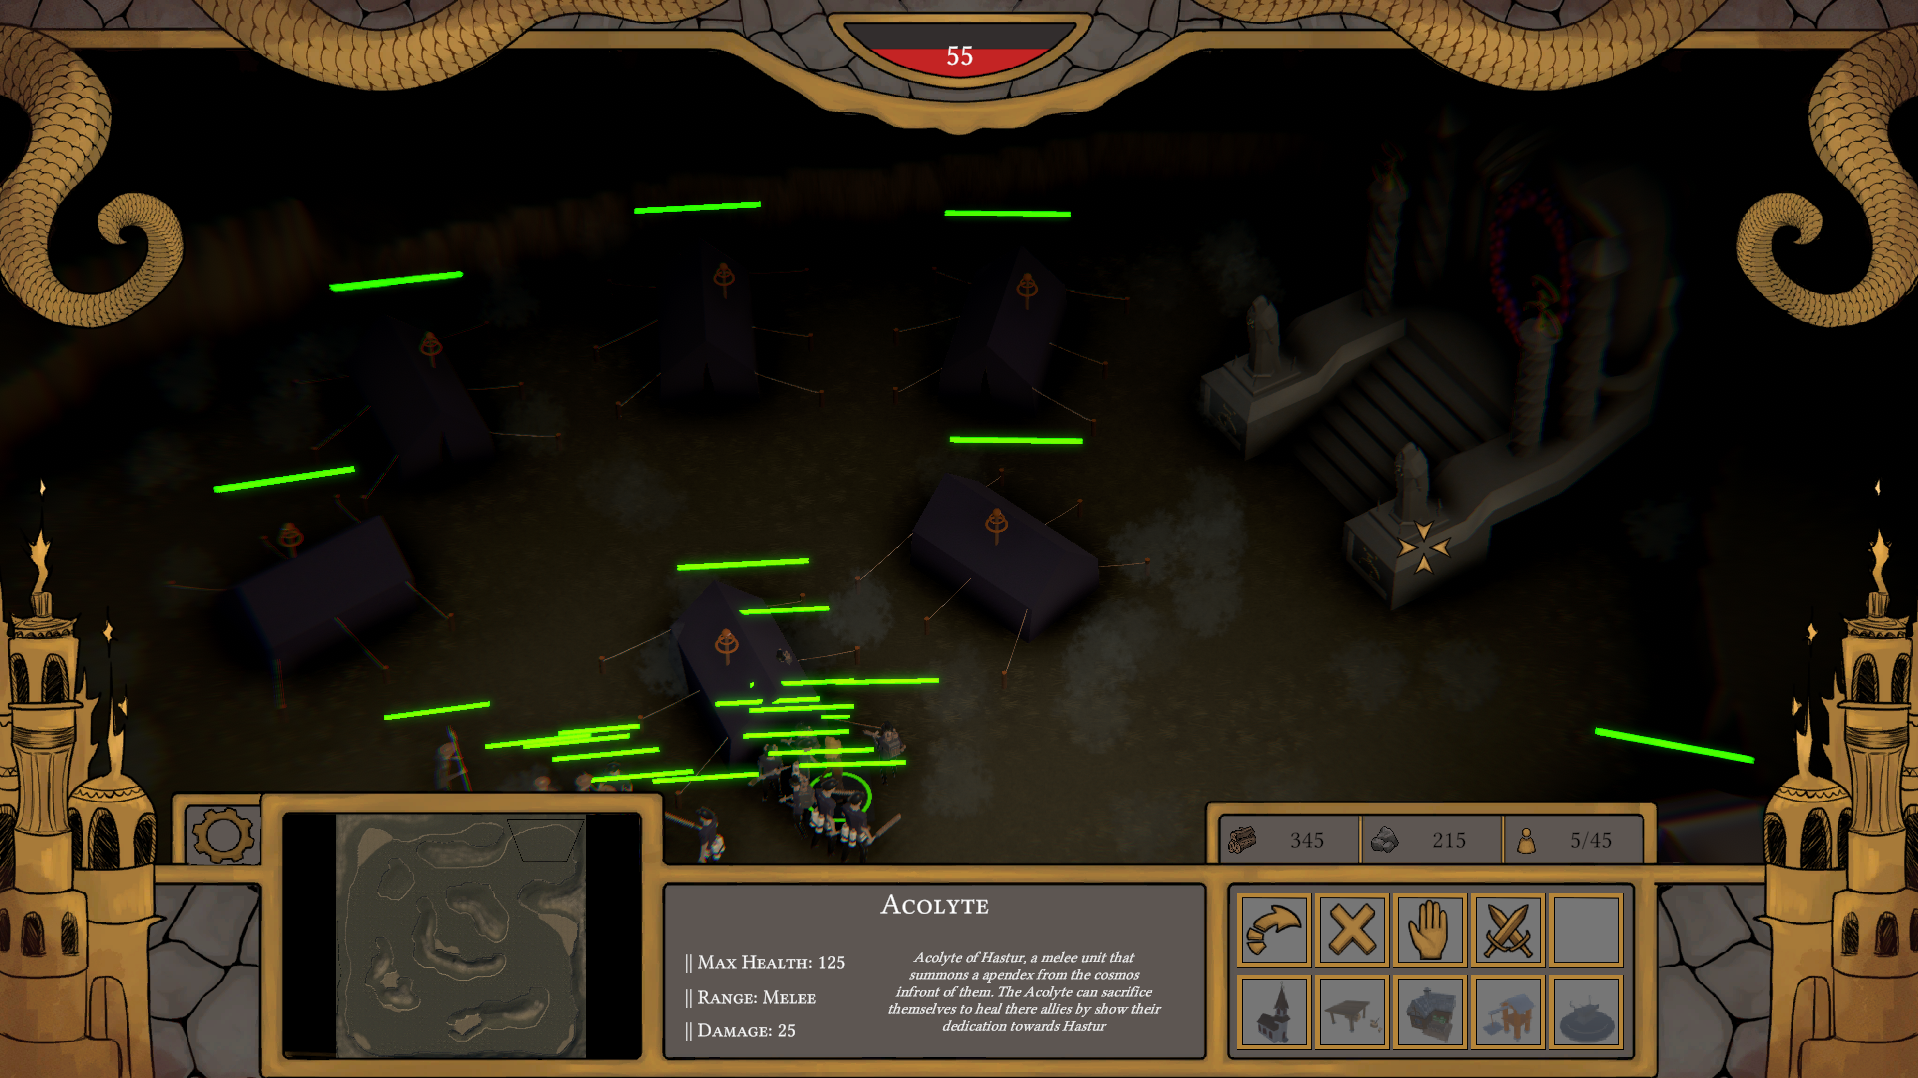 55
345 215 5/45
Acolyte
|| Max Health: 125
|| Range: Melee
|| Damage: 25
Acolyte of Hastur, a melee unit that
summons a apendex from the cosmos
infront of them. The Acolyte can sacrifice
themselves to heal there allies by show their
dedication towards Hastur